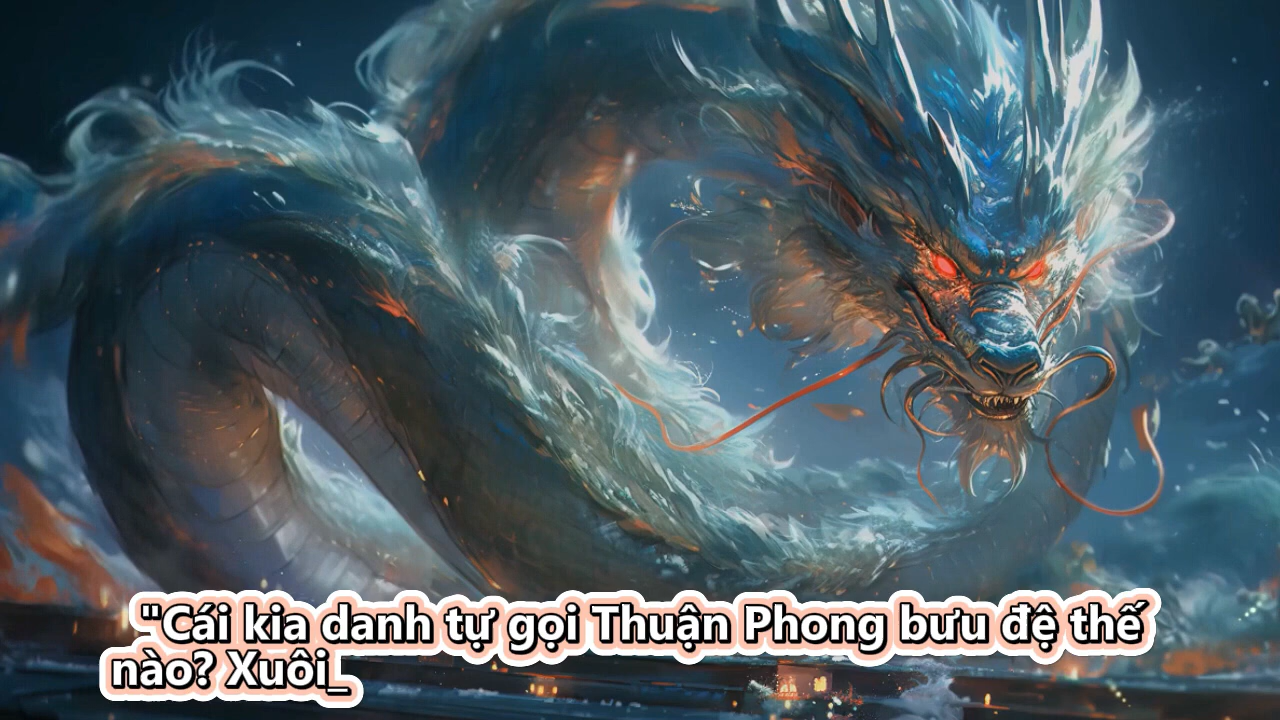 "Cái kia danh tự gọi Thuận Phong bưu đệ thế
nào? Xuôi_